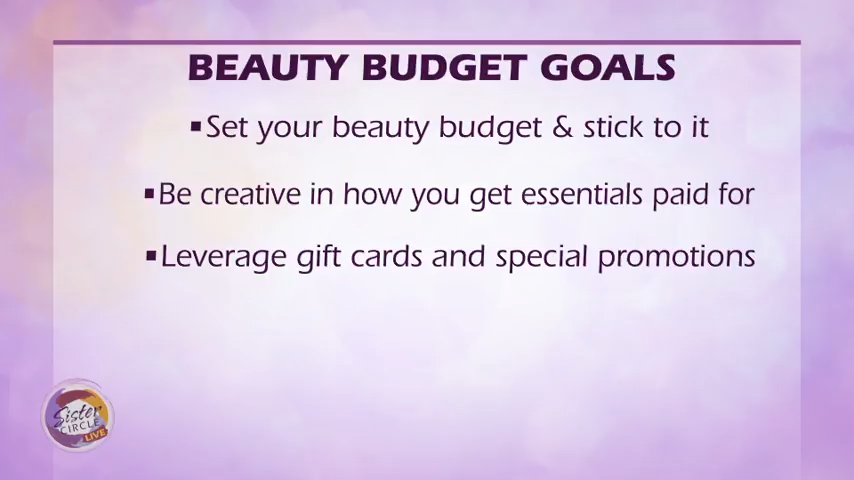 BEAUTY BUDGET GOALS
▪Set your beauty budget & stick to it
▪Be creative in how you get essentials paid for
▪Leverage gift cards and special promotions
Sister
CIRCLE
LIVE